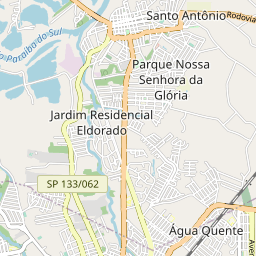 Santo Antônio
Rodovia
Paraíba do Sul
Parque Nossa
Senhora da
Glória
Jardim Residencial
Eldorado
SP 133/062
Água Quente
Ave